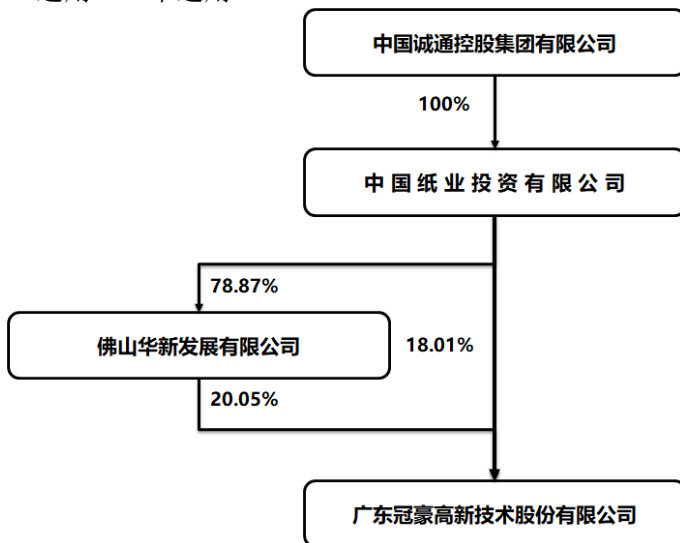 中国诚通控股集团有限公司
100%
中国纸业投资有限公司
78.87%
佛山华新发展有限公司
18.01%
20.05%
广东冠豪高新技术股份有限公司